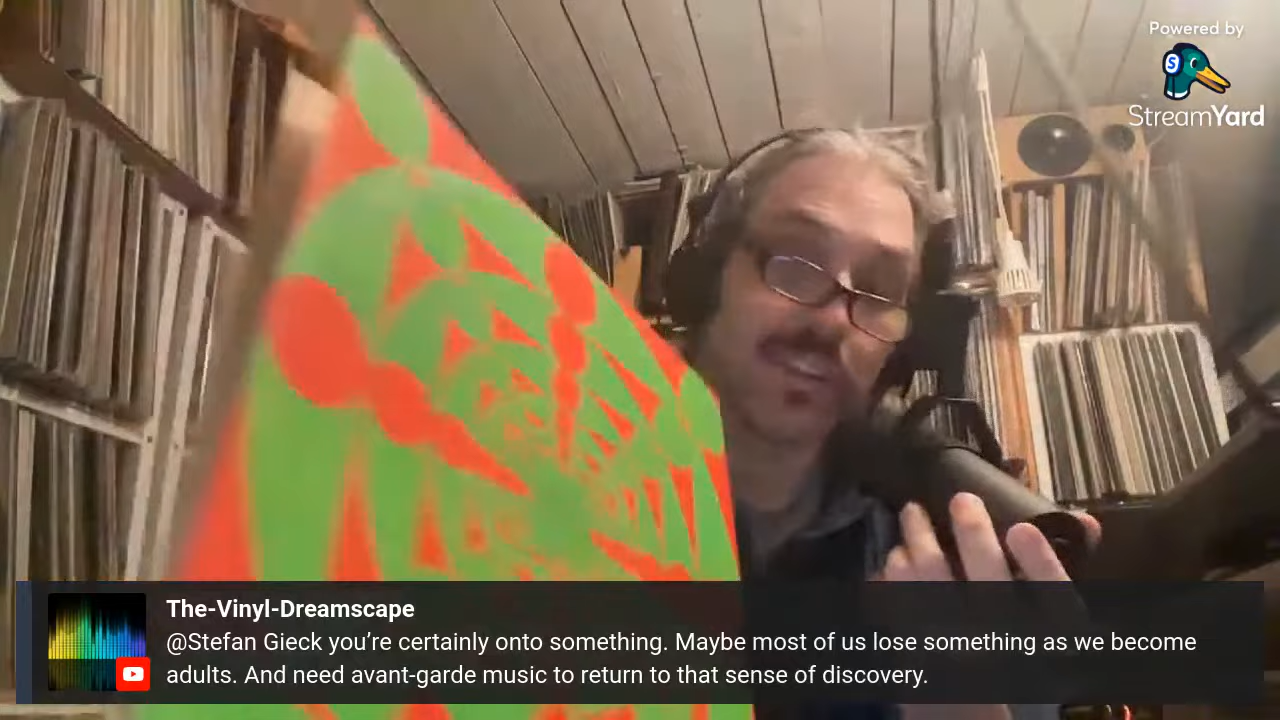 Powered by
StreamYard
The-Vinyl-Dreamscape
@Stefan Gieck you’re certainly onto something. Maybe most of us lose something as we become
adults. And need avant-garde music to return to that sense of discovery.